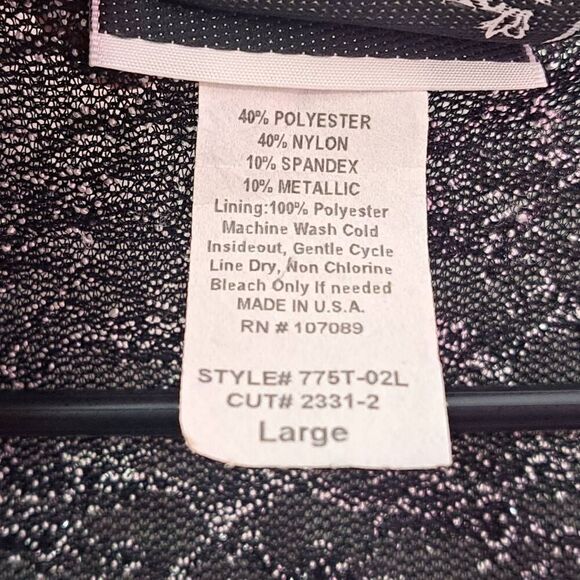 40% POLYESTER
40% NYLON
10% SPANDEX
10% METALLIC
Lining:100% Polyester
Machine Wash Cold
Insideout, Gentle Cycle
Line Dry, Non Chlorine
Bleach Only If needed
MADE IN U.S.A.
RN # 107089
STYLE# 775T-02L
CUT# 2331-2
Large